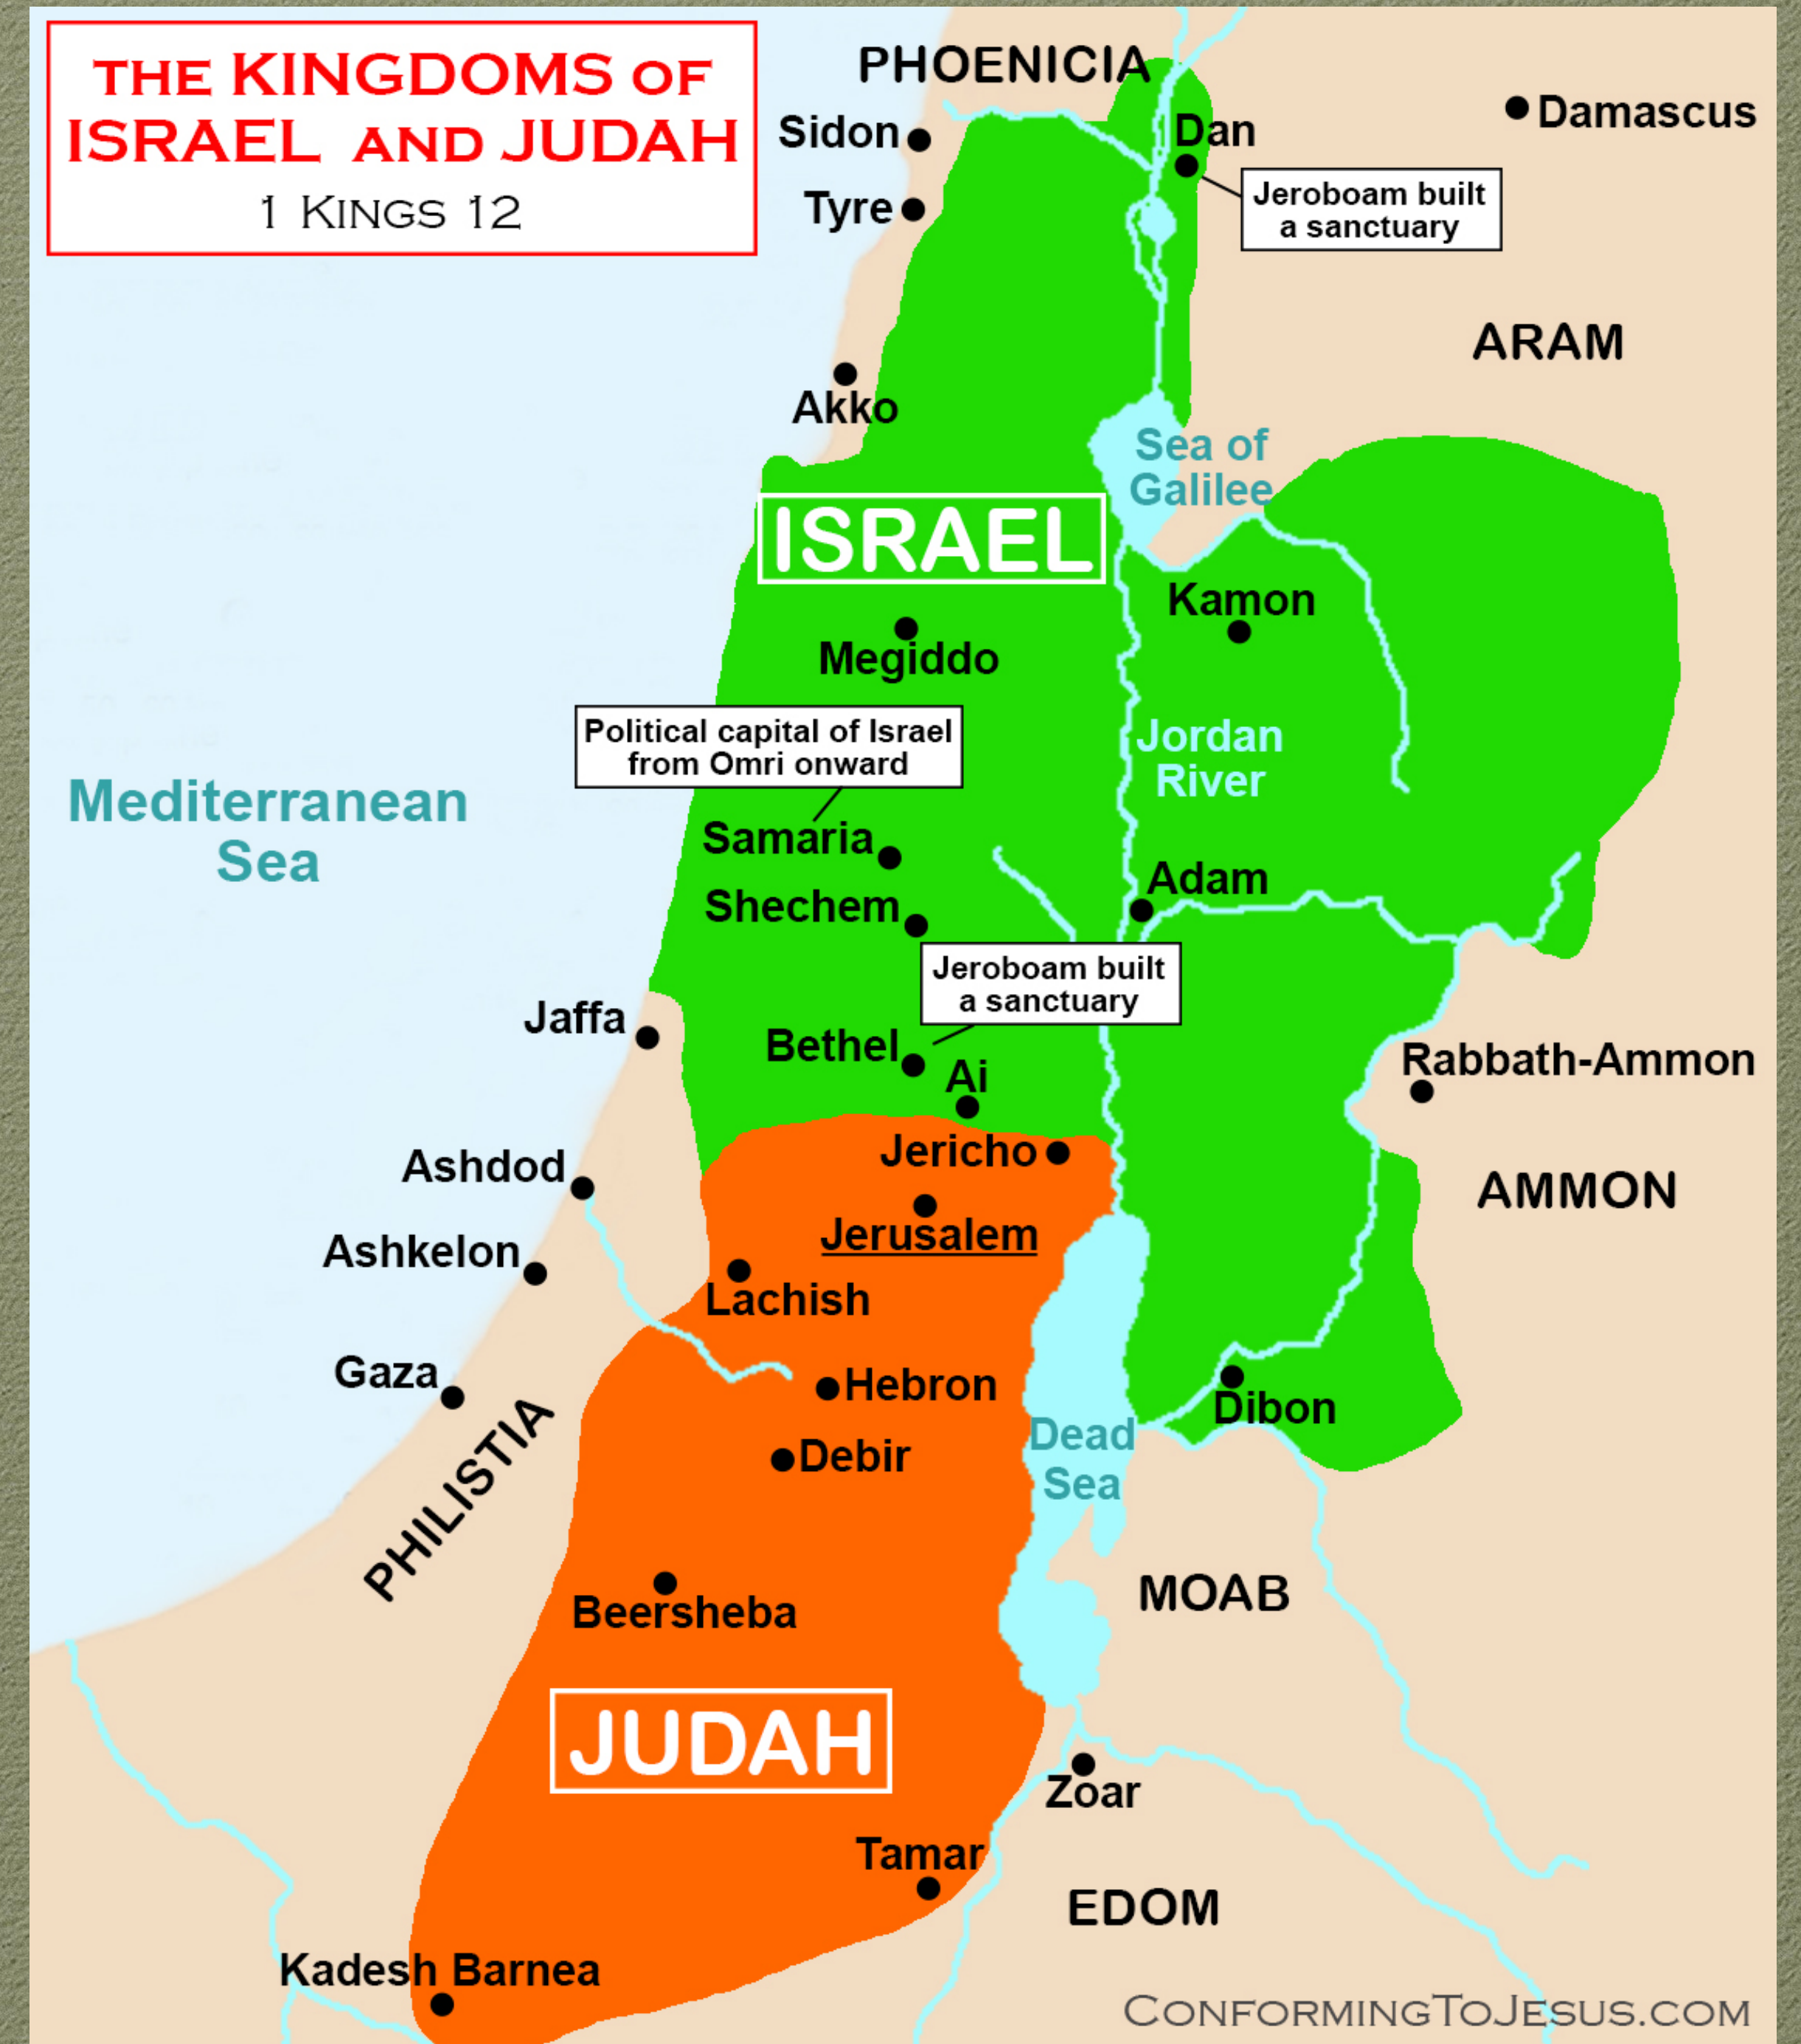 THE KINGDOMS OF
ISRAEL AND JUDAH
1 KINGS 12
PHOENICIA
Sidon
Dan
Damascus
Jeroboam built
a sanctuary
Tyre
ARAM
Akko
Sea of
Galilee
ISRAEL
Kamon
Megiddo
Political capital of Israel
from Omri onward
Jordan
River
Mediterranean
Sea
Samaria
Adam
Shechem
Jeroboam built
a sanctuary
Jaffa
Bethel
Ai
Rabbath-Ammon
Jericho
Ashdod
AMMON
Jerusalem
Ashkelon
Lachish
Gaza
Hebron
Dibon
PHILISTIA
Debir
Dead
Sea
MOAB
Beersheba
JUDAH
Zoar
Tamar
EDOM
Kadesh Barnea
CONFORMINGTOJESUS.COM